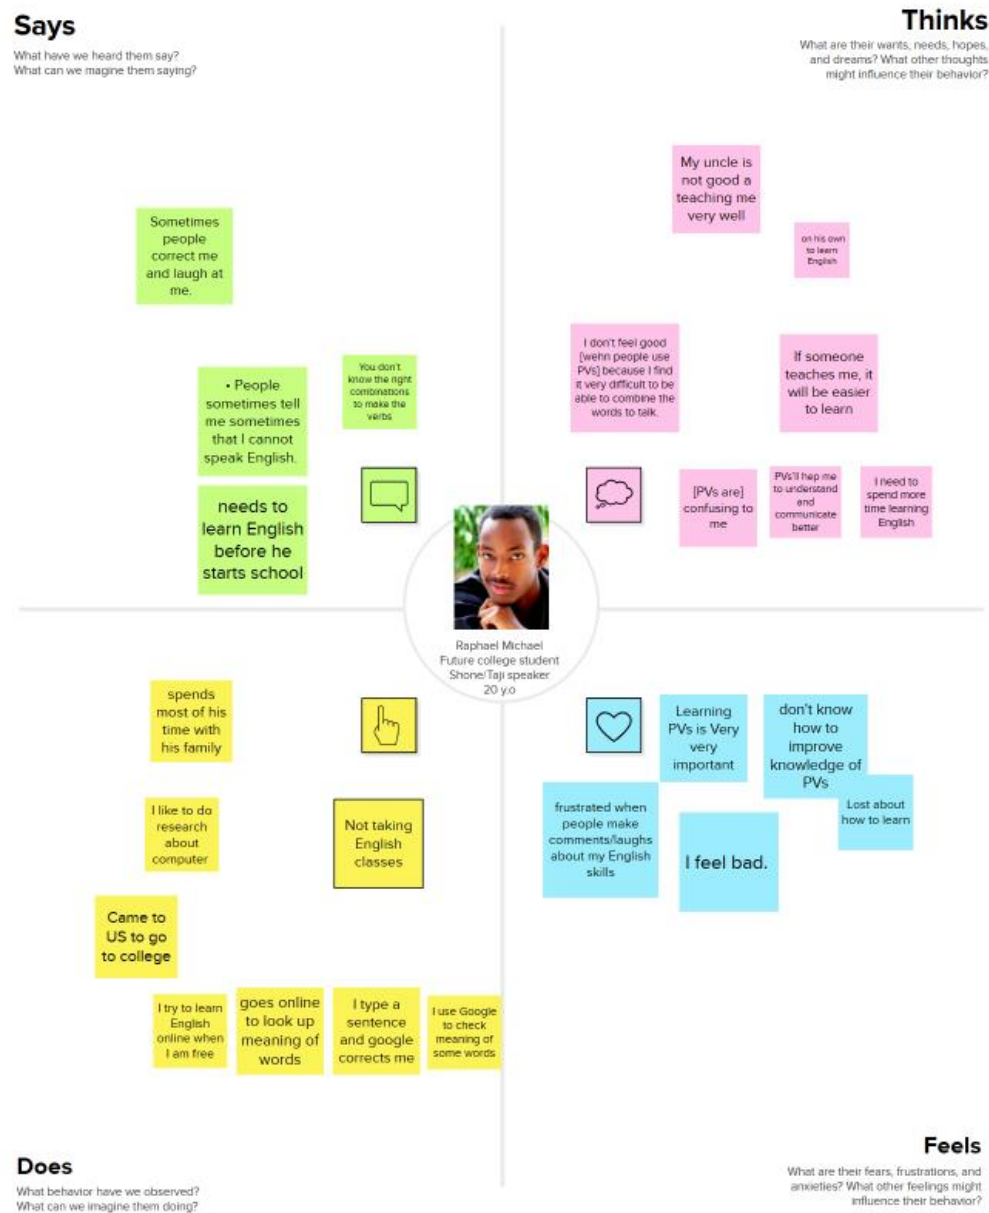 Says
What have we heard them say?
What can we magine them saying?
Thinks
What are their wants, needs, hopes,
and dreams? What other thoughts
might influence their behavior?
Sometimes
people
correct me
and laugh at
me.
• People
sometimes tell
me sometimes
that I cannot
speak English.
You don't
know the right
combinations
to make the
verbs
needs to
learn English
before he
starts school
My uncle is
not good a
teaching me
very well
on his own
to learn
English
I don't feel good
[wehn people use
PVs] because I find
it very difficult to be
able to combine the
words to talk.
If someone
teaches me, it
will be easier
to learn
[PVs are]
confusing to
me
PVs'll hep me
to understand
and
communicate
better
I need to
spend more
time learning
English
Raphael Michael
Future college student
Shone/Taji speaker
20 y.o
spends
most of his
time with
his family
I like to do
research
about
computer
Not taking
English
classes
Came to
US to go
to college
I try to learn
English
online when
I am free
goes online
to look up
meaning of
words
I type a
sentence
and google
corrects me
I use Google
to check
meaning of
some words
Learning
PVs is Very
very
important
don't know
how to
improve
knowledge of
PVs
Lost about
how to learn
frustrated when
people make
comments/laughs
about my English
skills
I feel bad.
Does
What behavior have we observed?
What can we imagine them doing?
Feels
What are their fears, frustrations, and
anxieties? What other feelings might
influence their behavior?